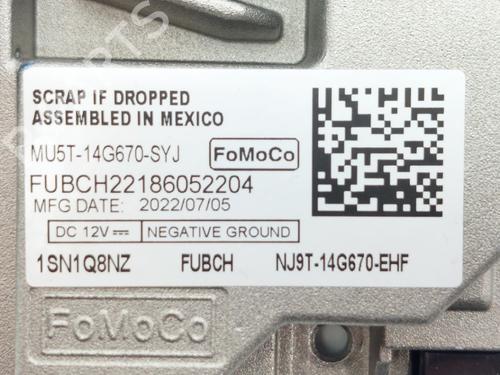 SCRAP IF DROPPED
ASSEMBLED IN MEXICO
MU5T-14G670-SYJ FoMoCo
FUBCH22186052204
MFG DATE: 2022/07/05
DC 12V⎓ NEGATIVE GROUND
1SN1Q8NZ FUBCH NJ9T-14G670-EHF
FoMoCo